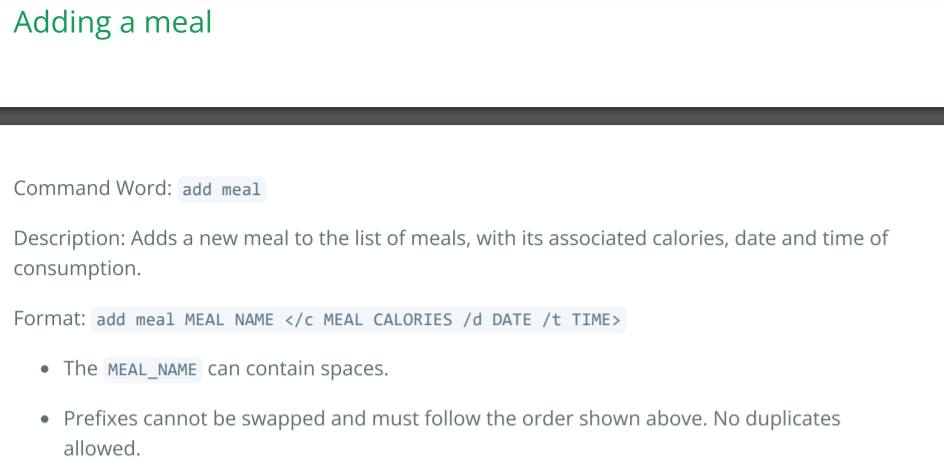 Adding a meal
Command Word: add meal
Description: Adds a new meal to the list of meals, with its associated calories, date and time of
consumption.
Format: add meal MEAL NAME </c MEAL CALORIES /d DATE /t TIME>
• The MEAL_NAME can contain spaces.
• Prefixes cannot be swapped and must follow the order shown above. No duplicates
allowed.